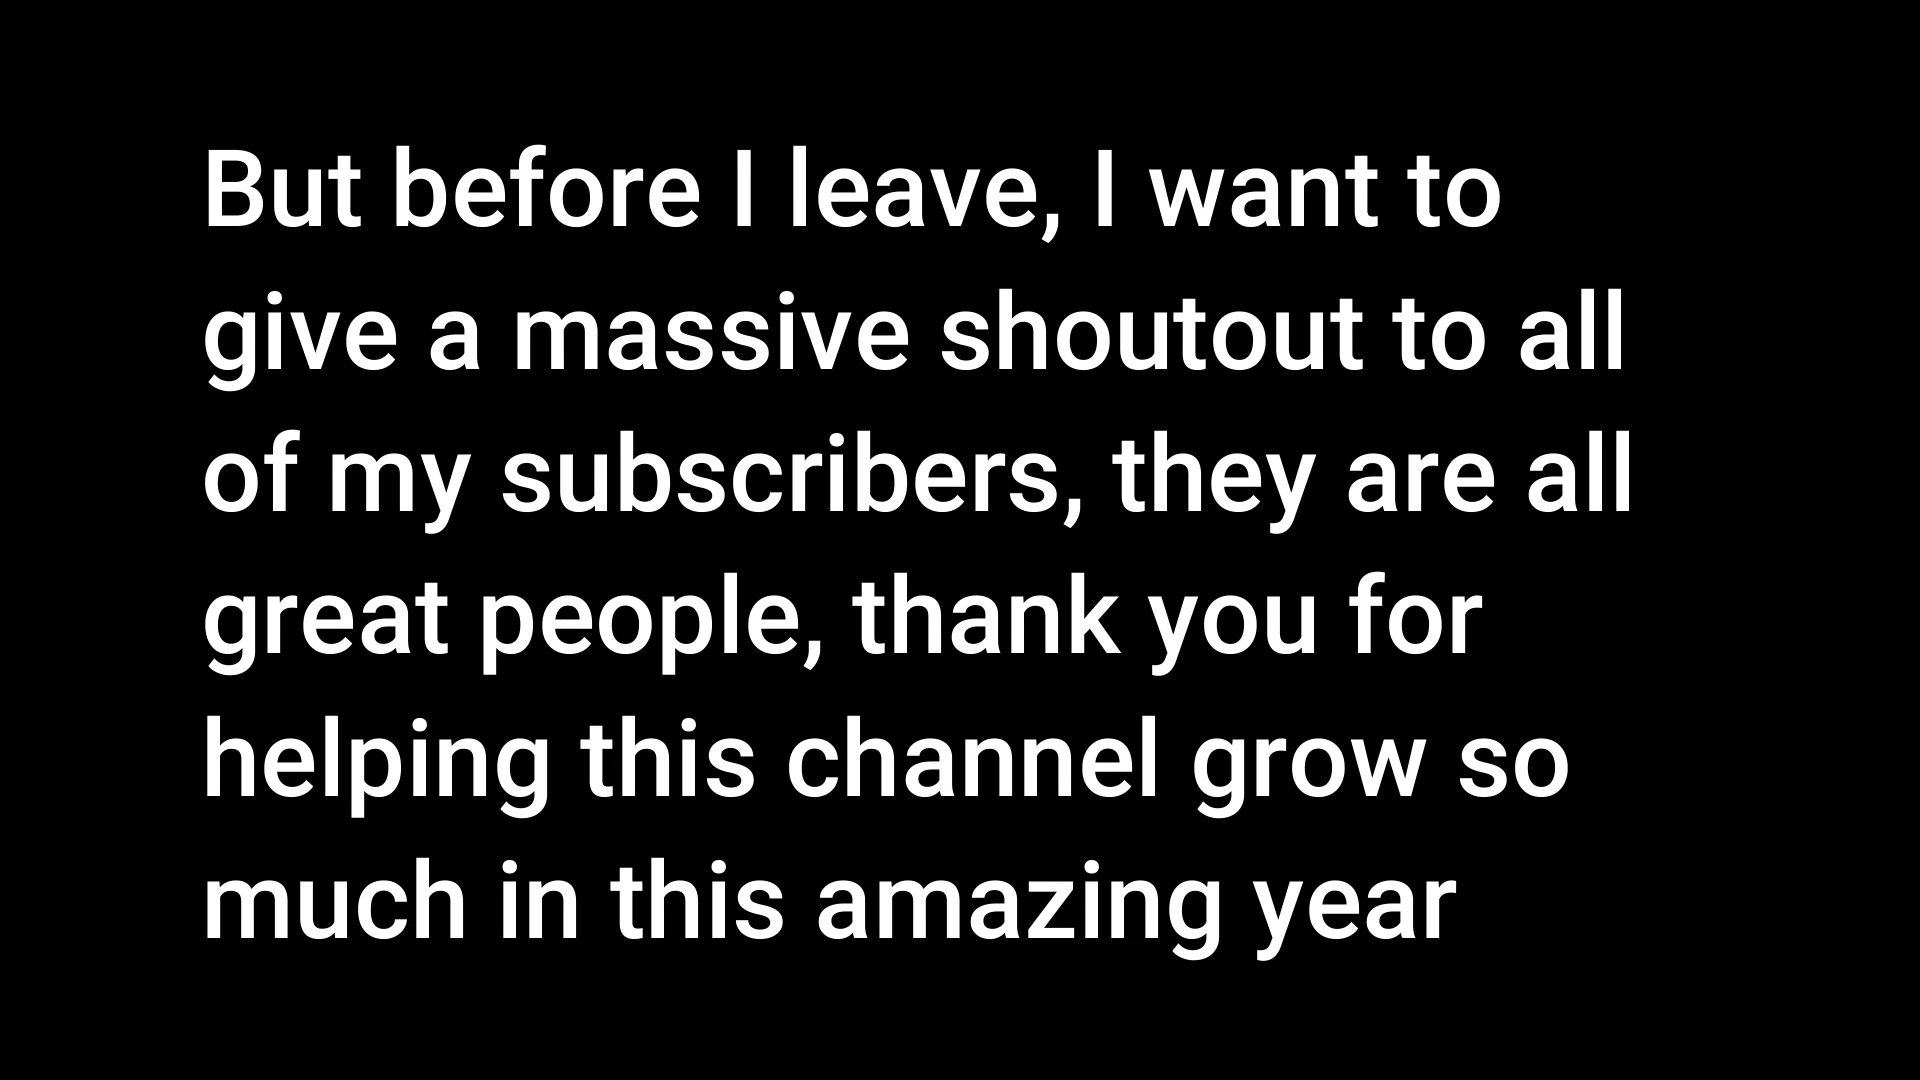 But before I leave, I want to
give a massive shoutout to all
of my subscribers, they are all
great people, thank you for
helping this channel grow so
much in this amazing year